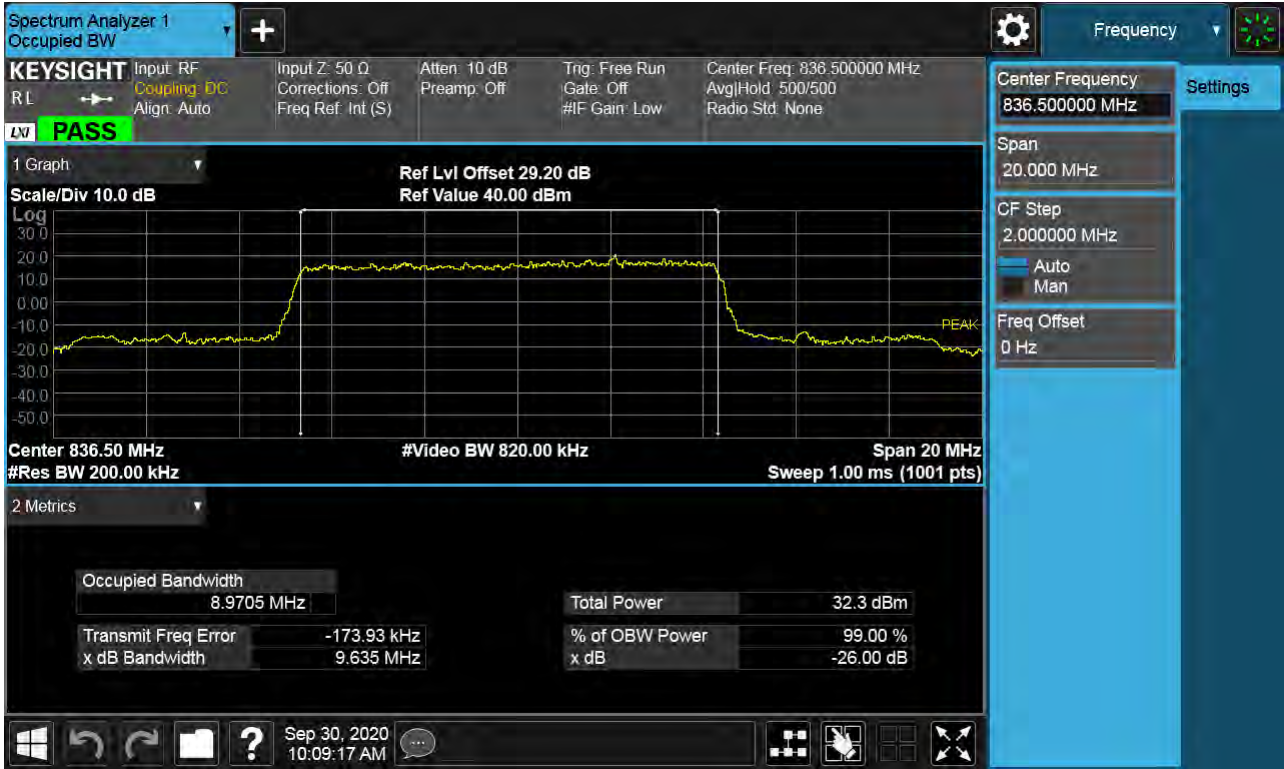 Spectrum Analyzer 1
Occupied BW
Frequency
KEYSIGHT
R L
LXI PASS
Input: RF
Coupling: DC
Align: Auto
Input Z: 50 Ω
Corrections: Off
Freq Ref: Int (S)
Atten: 10 dB
Preamp: Off
Trig: Free Run
Gate: Off
#IF Gain: Low
Center Freq: 836.500000 MHz
Avg|Hold: 500/500
Radio Std: None
1 Graph
Scale/Div 10.0 dB
Ref Lvl Offset 29.20 dB
Ref Value 40.00 dBm
Log
30.0
20.0
10.0
0.00
-10.0
-20.0
-30.0
-40.0
-50.0
PEAK
Center 836.50 MHz
#Video BW 820.00 kHz
Span 20 MHz
#Res BW 200.00 kHz
Sweep 1.00 ms (1001 pts)
2 Metrics
Occupied Bandwidth
8.9705 MHz
Transmit Freq Error -173.93 kHz
x dB Bandwidth 9.635 MHz
Total Power 32.3 dBm
% of OBW Power 99.00 %
x dB -26.00 dB
Sep 30, 2020
10:09:17 AM
Center Frequency
836.500000 MHz
Span
20.000 MHz
CF Step
2.000000 MHz
Auto
Man
Freq Offset
0 Hz
Settings